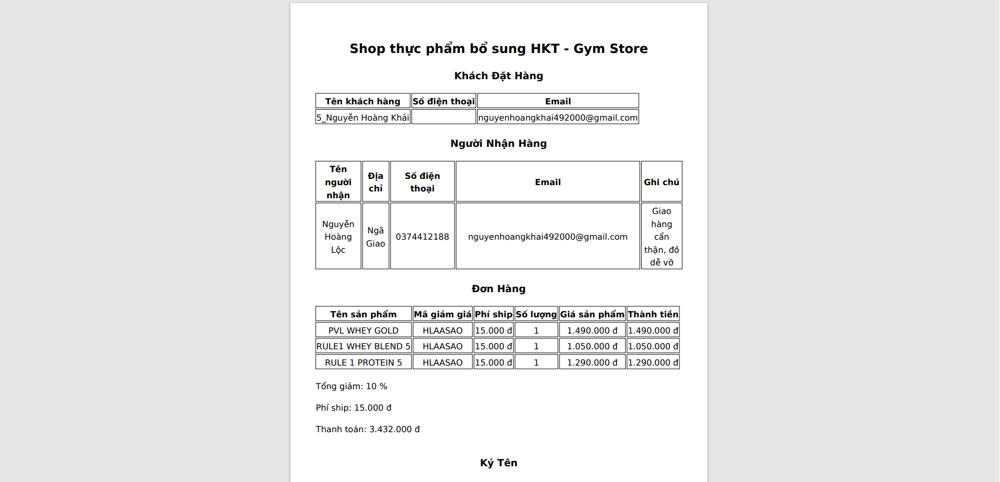 Shop thực phẩm bổ sung HKT - Gym Store
Khách Đặt Hàng
Tên khách hàng Số điện thoại Email
5_Nguyễn Hoàng Khải nguyenhoangkhai492000@gmail.com
Người Nhận Hàng
Tên người nhận Địa chỉ Số điện thoại Email Ghi chú
Nguyễn Hoàng Lộc Ngã Giao 0374412188 nguyenhoangkhai492000@gmail.com Giao hàng cẩn thận, đồ dễ vỡ
Đơn Hàng
Tên sản phẩm Mã giảm giá Phí ship Số lượng Giá sản phẩm Thành tiền
PVL WHEY GOLD HLAASAO 15.000 đ 1 1.490.000 đ 1.490.000 đ
RULE1 WHEY BLEND 5 HLAASAO 15.000 đ 1 1.050.000 đ 1.050.000 đ
RULE 1 PROTEIN 5 HLAASAO 15.000 đ 1 1.290.000 đ 1.290.000 đ
Tổng giảm: 10 %
Phí ship: 15.000 đ
Thanh toán: 3.432.000 đ
Ký Tên